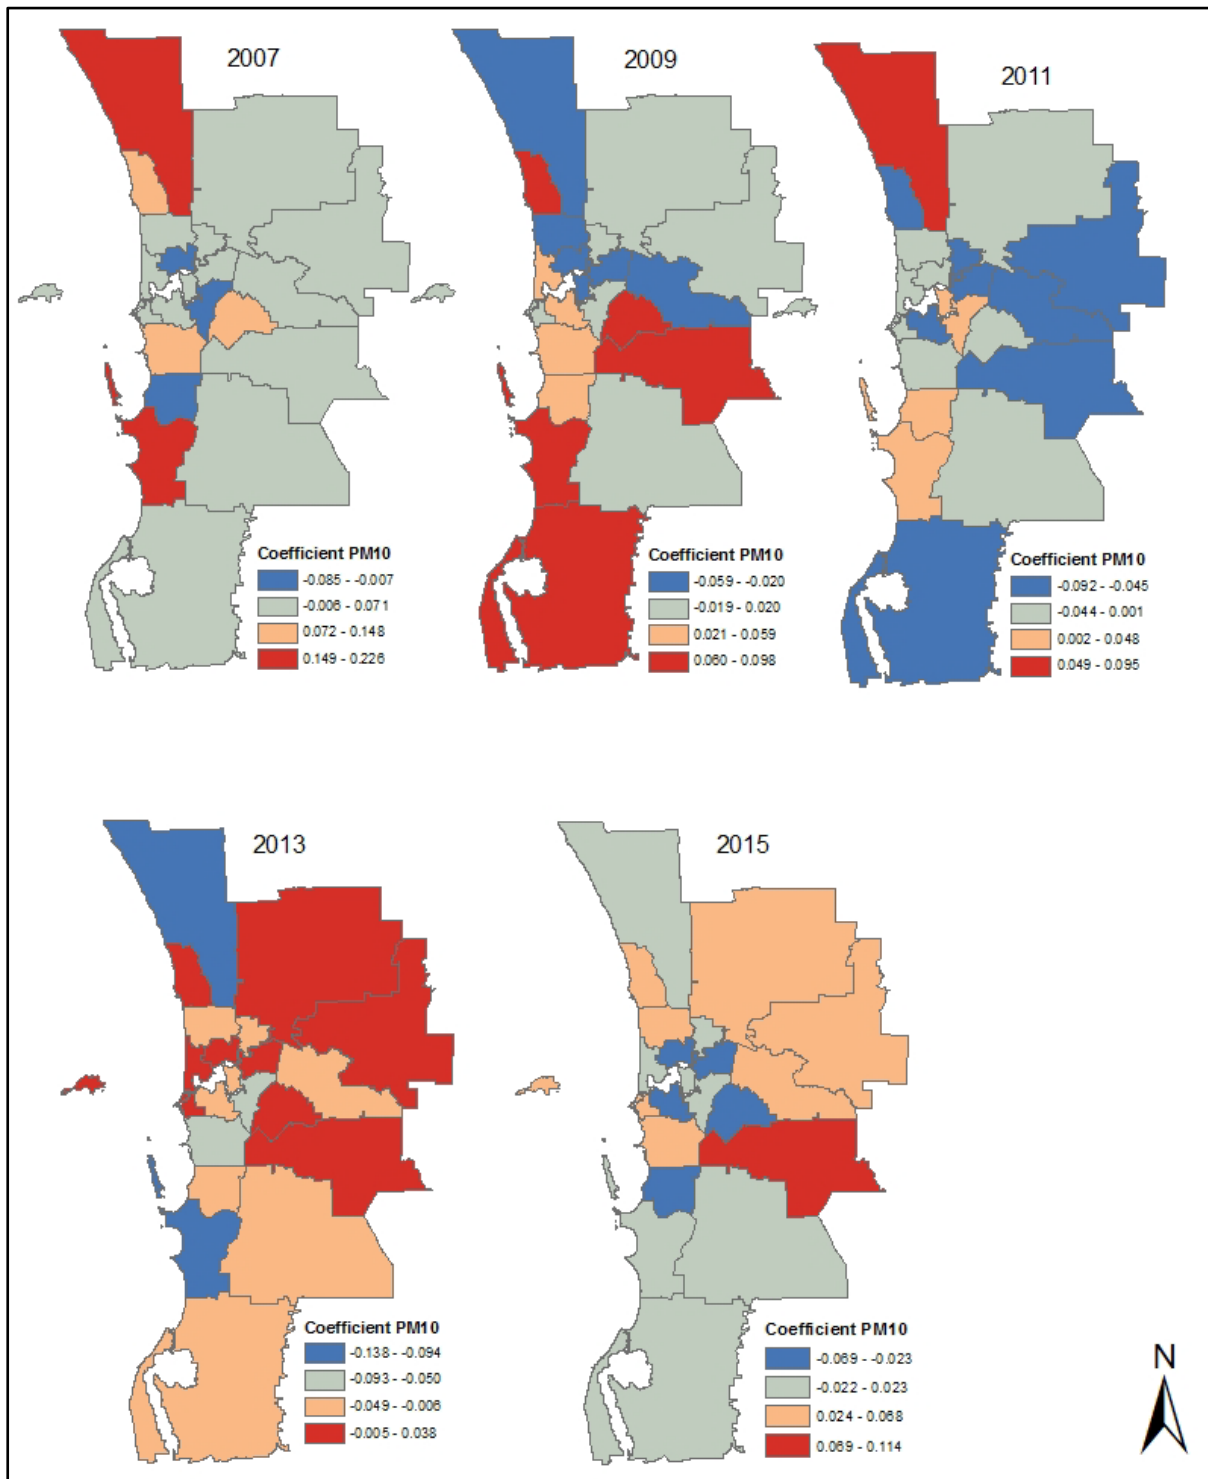 2007
2009
2011
Coefficient PM10
-0.085 - -0.007
-0.006 - 0.071
0.072 - 0.148
0.149 - 0.226
Coefficient PM10
-0.059 - -0.020
-0.019 - 0.020
0.021 - 0.059
0.060 - 0.098
Coefficient PM10
-0.092 - -0.045
-0.044 - 0.001
0.002 - 0.048
0.049 - 0.095
2013
2015
Coefficient PM10
-0.138 - -0.094
-0.093 - -0.050
-0.049 - -0.006
-0.005 - 0.038
Coefficient PM10
-0.069 - -0.023
-0.022 - 0.023
0.024 - 0.068
0.069 - 0.114
N